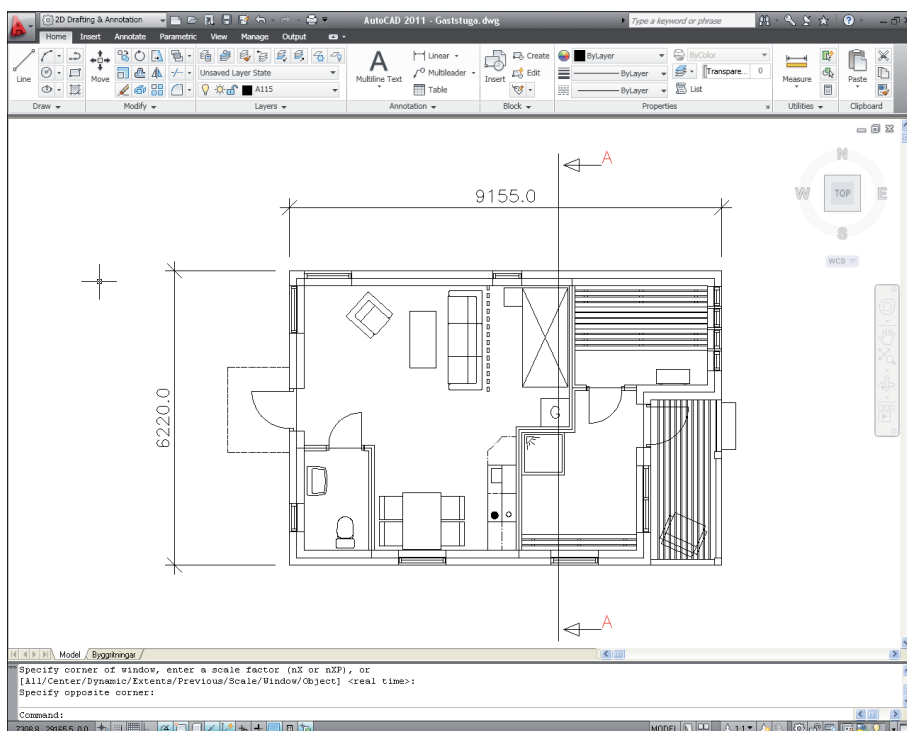 2D Drafting & Annotation
AutoCAD 2011 - Gaststuga.dwg
Type a keyword or phrase
Home Insert Annotate Parametric View Manage Output
Line
Move
Unsaved Layer State
A115
Multiline Text
Linear
Multileader
Table
Insert
Create
Edit
ByLayer
ByLayer
ByLayer
ByColor
Transpare... 0
List
Measure
Paste
Draw Modify Layers Annotation Block Properties Utilities Clipboard
A
N
W TOP E
S
WCS
9155.0
6220.0
G
A
Model Byggritningar
Specify corner of window, enter a scale factor (nX or nXP), or
[All/Center/Dynamic/Extents/Previous/Scale/Window/Object] <real time>:
Specify opposite corner:
Command:
MODEL 1:1